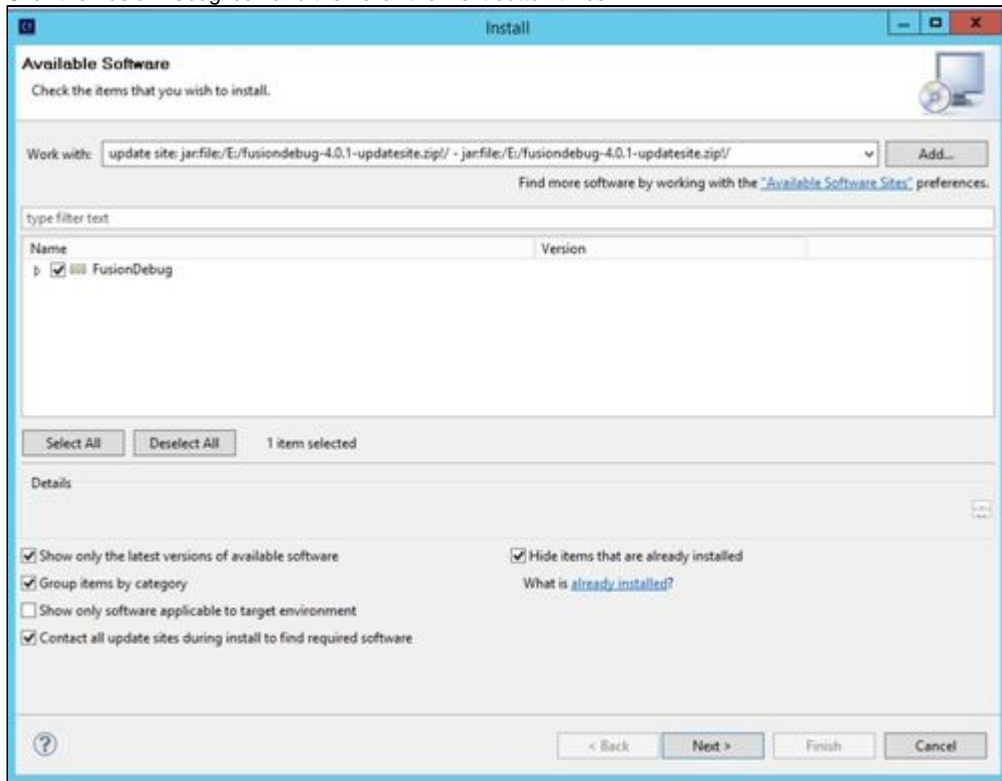 Install
Available Software
Check the items that you wish to install.
Work with: update site: jar:file:/E:/fusiondebug-4.0.1-updatesite.zip!/ - jar:file:/E:/fusiondebug-4.0.1-updatesite.zip!/ Add...
Find more software by working with the "Available Software Sites" preferences.
type filter text
Name Version
FusionDebug
Select All Deselect All 1 item selected
Details
Show only the latest versions of available software Hide items that are already installed
Group items by category What is already installed?
Show only software applicable to target environment
Contact all update sites during install to find required software
< Back Next > Finish Cancel